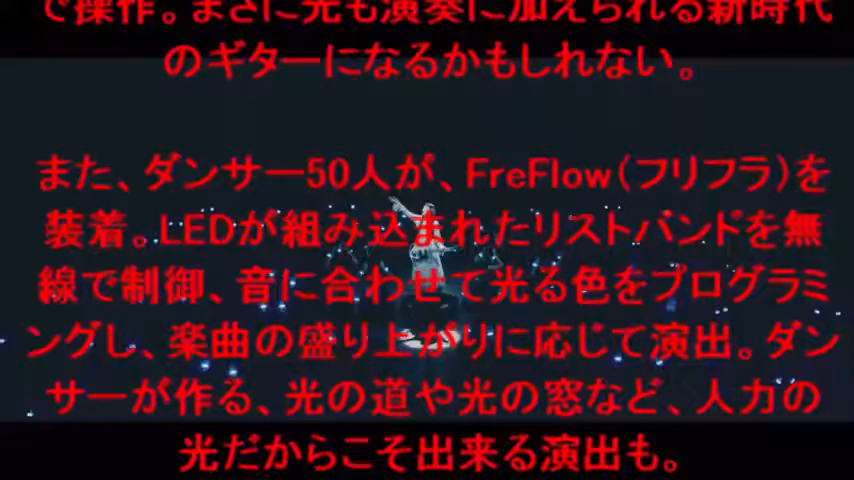 で操作。まさに光も演奏に加えられる新時代
のギターになるかもしれない。
また、ダンサー50人が、FreFlow（フリフラ）を
装着。LEDが組み込まれたリストバンドを無
線で制御、音に合わせて光る色をプログラミ
ングし、楽曲の盛り上がりに応じて演出。ダン
サーが作る、光の道や光の窓など、人力の
光だからこそ出来る演出も。